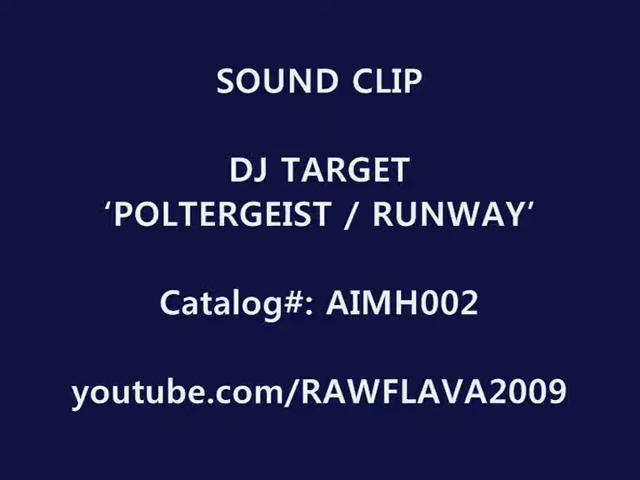 SOUND CLIP
DJ TARGET
‘POLTERGEIST / RUNWAY’
Catalog#: AIMH002
youtube.com/RAWFLAVA2009